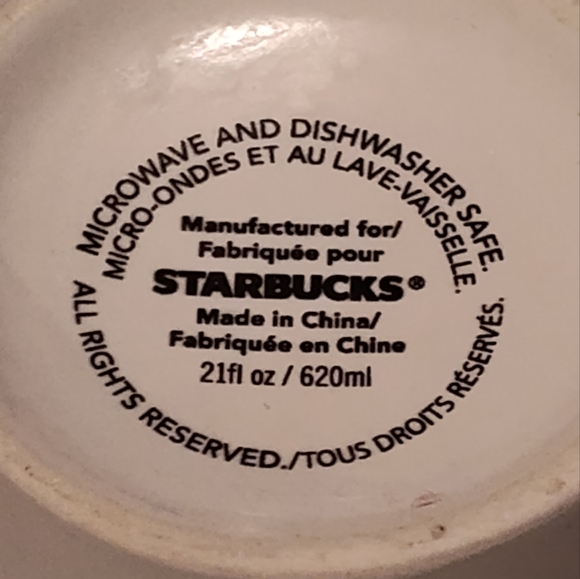 MICROWAVE AND DISHWASHER SAFE.
MICRO-ONDES ET AU LAVE-VAISSELLE.
Manufactured for/
Fabriquée pour
STARBUCKS®
Made in China/
Fabriquée en Chine
21fl oz / 620ml
ALL RIGHTS RESERVED./TOUS DROITS RÉSERVÉS.